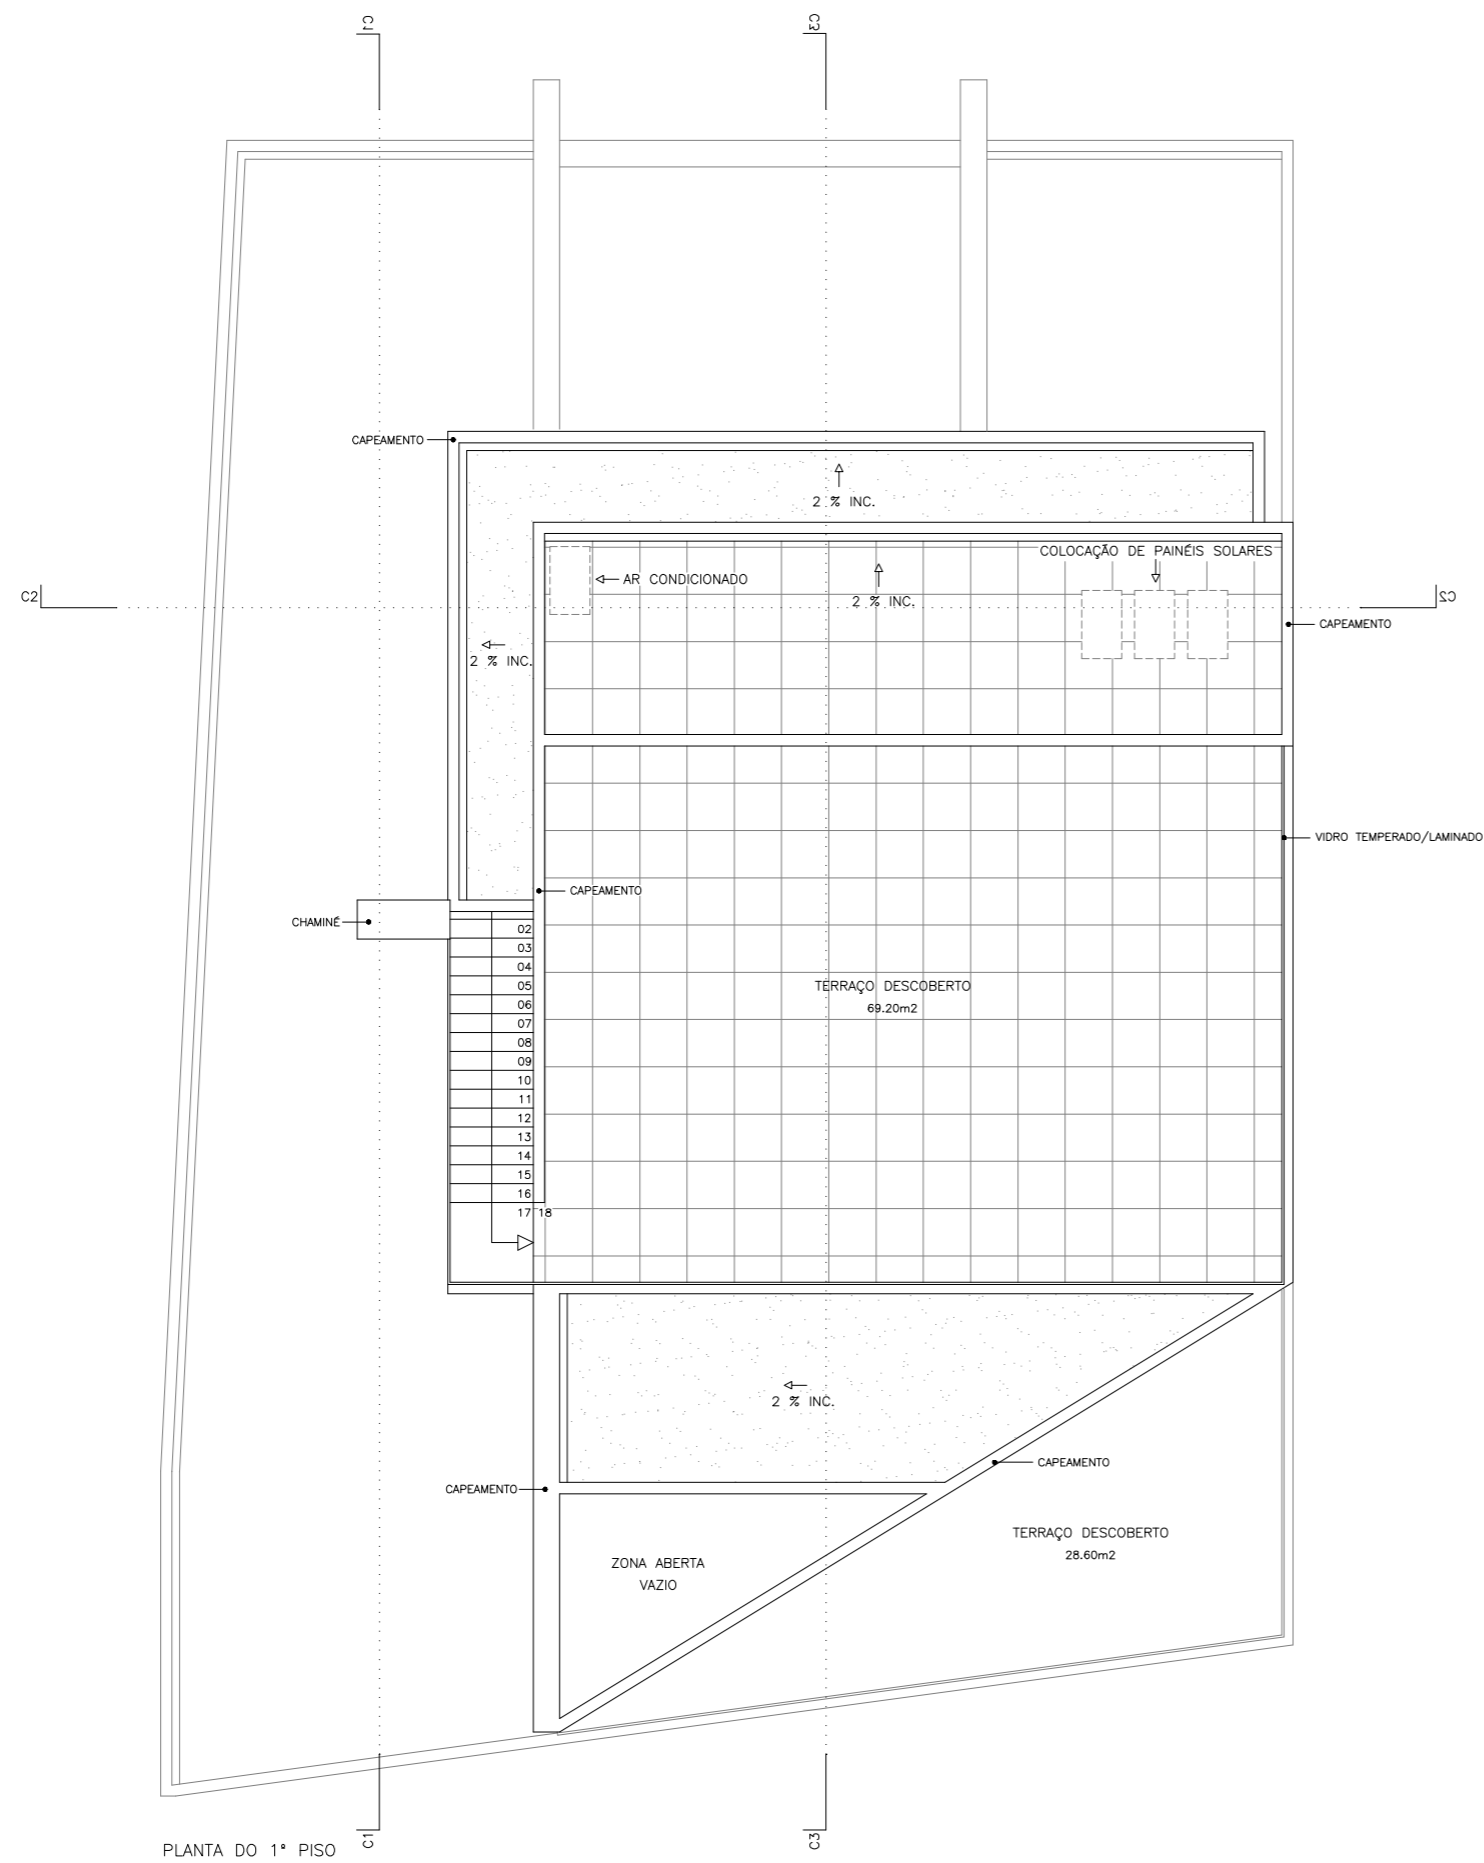 C1
C3
CAPEAMENTO
2 % INC.
COLOCAÇÃO DE PAINÉIS SOLARES
AR CONDICIONADO
2 % INC.
C2
C2
CAPEAMENTO
2 % INC.
VIDRO TEMPERADO/LAMINADO
CAPEAMENTO
CHAMINÉ
02
03
04
05
06
07
08
09
10
11
12
13
14
15
16
17 18
TERRAÇO DESCOBERTO
69.20m2
2 % INC.
CAPEAMENTO
CAPEAMENTO
TERRAÇO DESCOBERTO
28.60m2
ZONA ABERTA
VAZIO
C1
C3
PLANTA DO 1º PISO